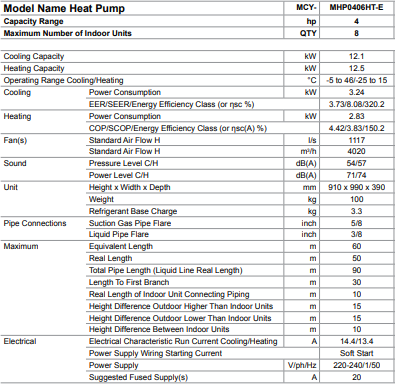 Model Name Heat Pump MCY- MHP0406HT-E
Capacity Range hp 4
Maximum Number of Indoor Units QTY 8
Cooling Capacity kW 12.1
Heating Capacity kW 12.5
Operating Range Cooling/Heating °C -5 to 46/-25 to 15
Cooling Power Consumption kW 3.24
EER/SEER/Energy Efficiency Class (or ηsc %) 3.73/8.08/320.2
Heating Power Consumption kW 2.83
COP/SCOP/Energy Efficiency Class (or ηsc(A) %) 4.42/3.83/150.2
Fan(s) Standard Air Flow H l/s 1117
Standard Air Flow H m³/h 4020
Sound Pressure Level C/H dB(A) 54/57
Power Level C/H dB(A) 71/74
Unit Height x Width x Depth mm 910 x 990 x 390
Weight kg 100
Refrigerant Base Charge kg 3.3
Pipe Connections Suction Gas Pipe Flare inch 5/8
Liquid Pipe Flare inch 3/8
Maximum Equivalent Length m 60
Real Length m 50
Total Pipe Length (Liquid Line Real Length) m 90
Length To First Branch m 30
Real Length of Indoor Unit Connecting Piping m 10
Height Difference Outdoor Higher Than Indoor Units m 15
Height Difference Outdoor Lower Than Indoor Units m 15
Height Difference Between Indoor Units m 10
Electrical Electrical Characteristic Run Current Cooling/Heating A 14.4/13.4
Power Supply Wiring Starting Current Soft Start
Power Supply V/ph/Hz 220-240/1/50
Suggested Fused Supply(s) A 20